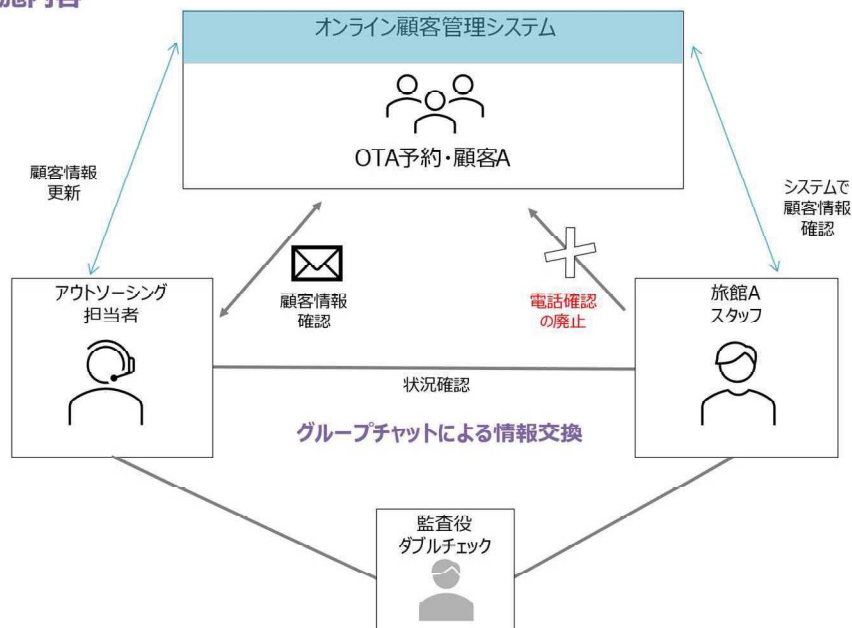 施内容
オンライン顧客管理システム
OTA予約・顧客A
顧客情報
更新
システムで
顧客情報
確認
アウトソーシング
担当者
顧客情報
確認
電話確認
の廃止
旅館A
スタッフ
状況確認
グループチャットによる情報交換
監査役
ダブルチェック